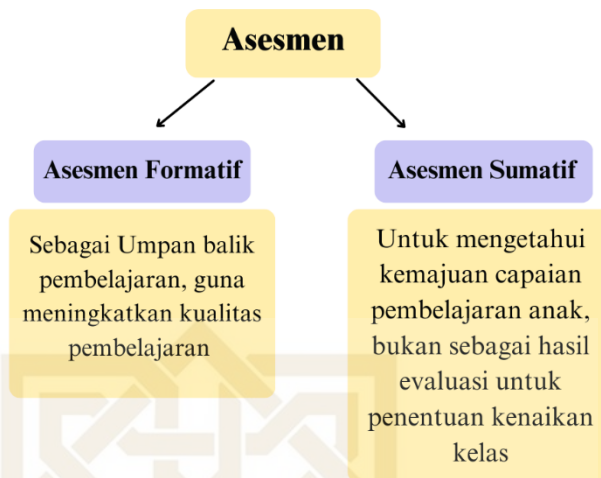 Asesmen
Asesmen Formatif
Sebagai Umpan balik
pembelajaran, guna
meningkatkan kualitas
pembelajaran
Asesmen Sumatif
Untuk mengetahui
kemajuan capaian
pembelajaran anak,
bukan sebagai hasil
evaluasi untuk
penentuan kenaikan
kelas